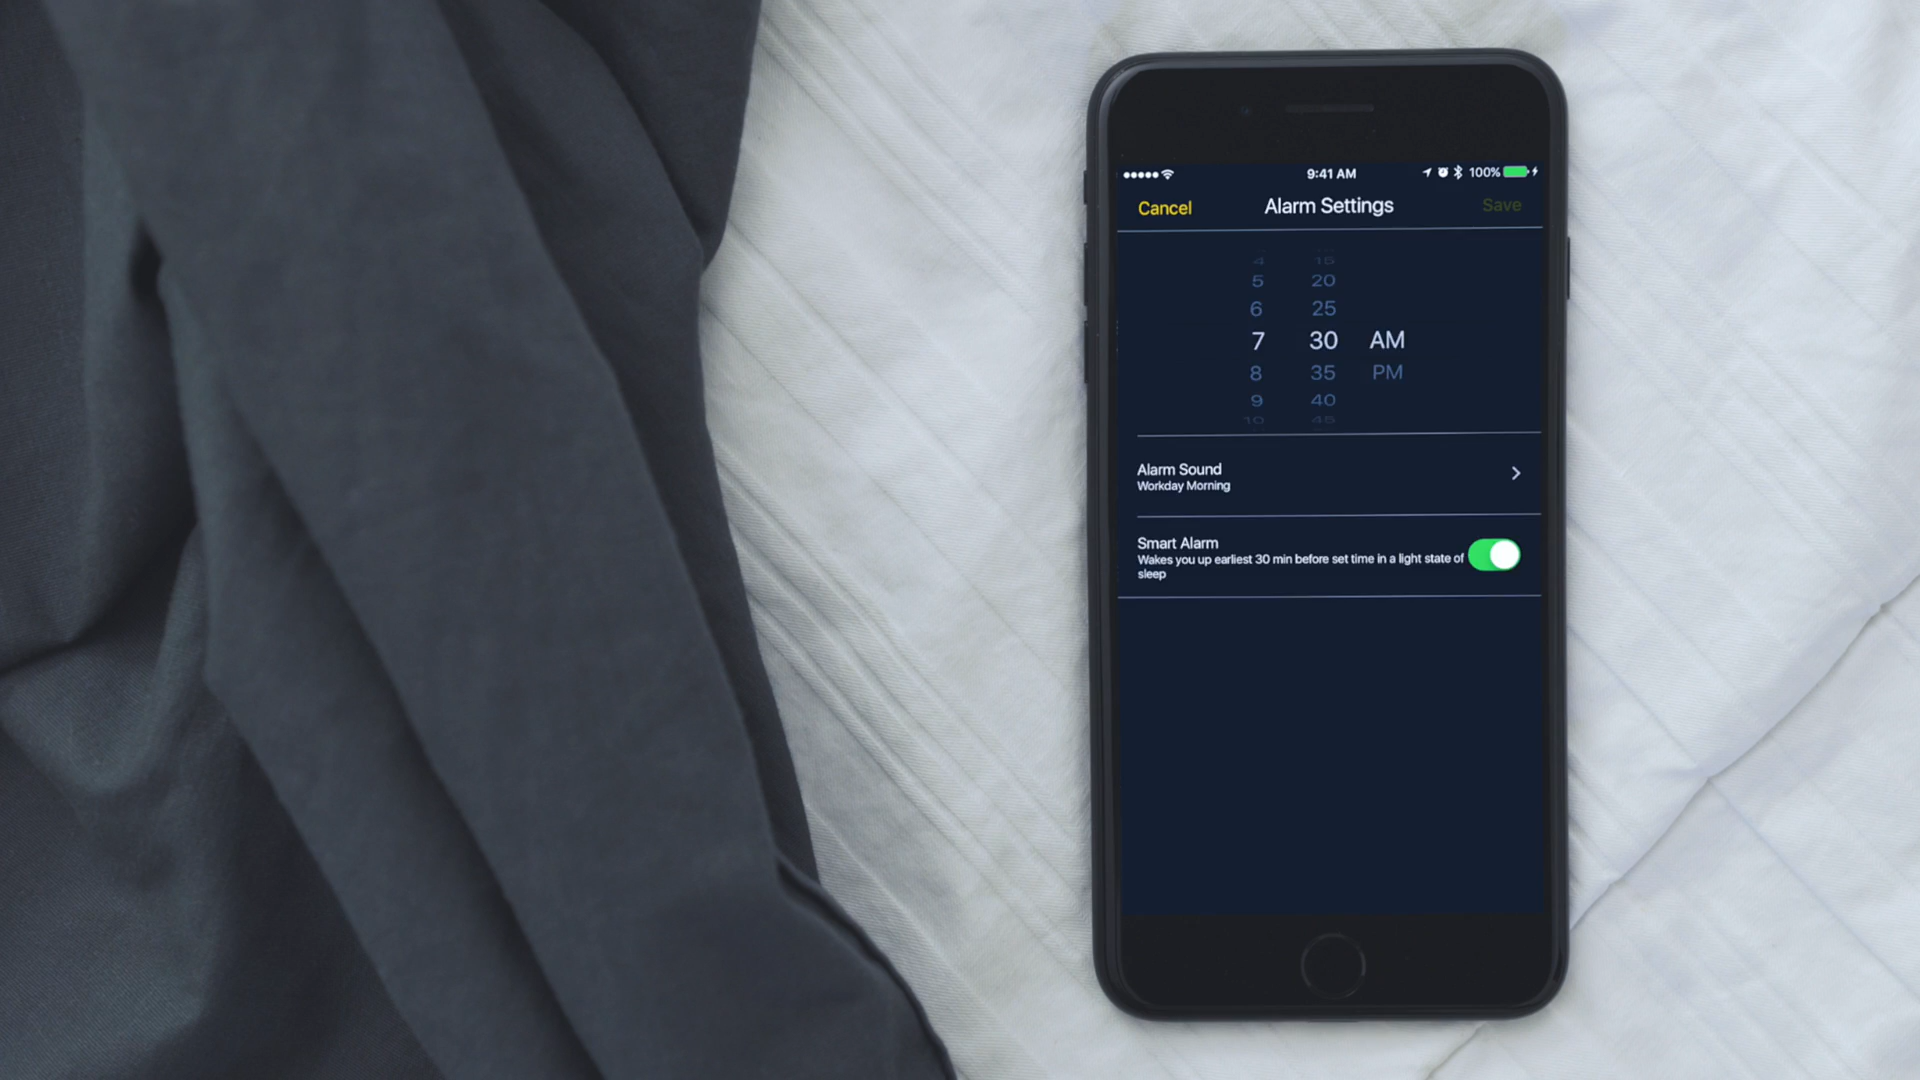 9:41 AM 100%
Cancel Alarm Settings Save
4 15
5 20
6 25
7 30 AM
8 35 PM
9 40
10 45
Alarm Sound
Workday Morning
Smart Alarm
Wakes you up earliest 30 min before set time in a light state of
sleep